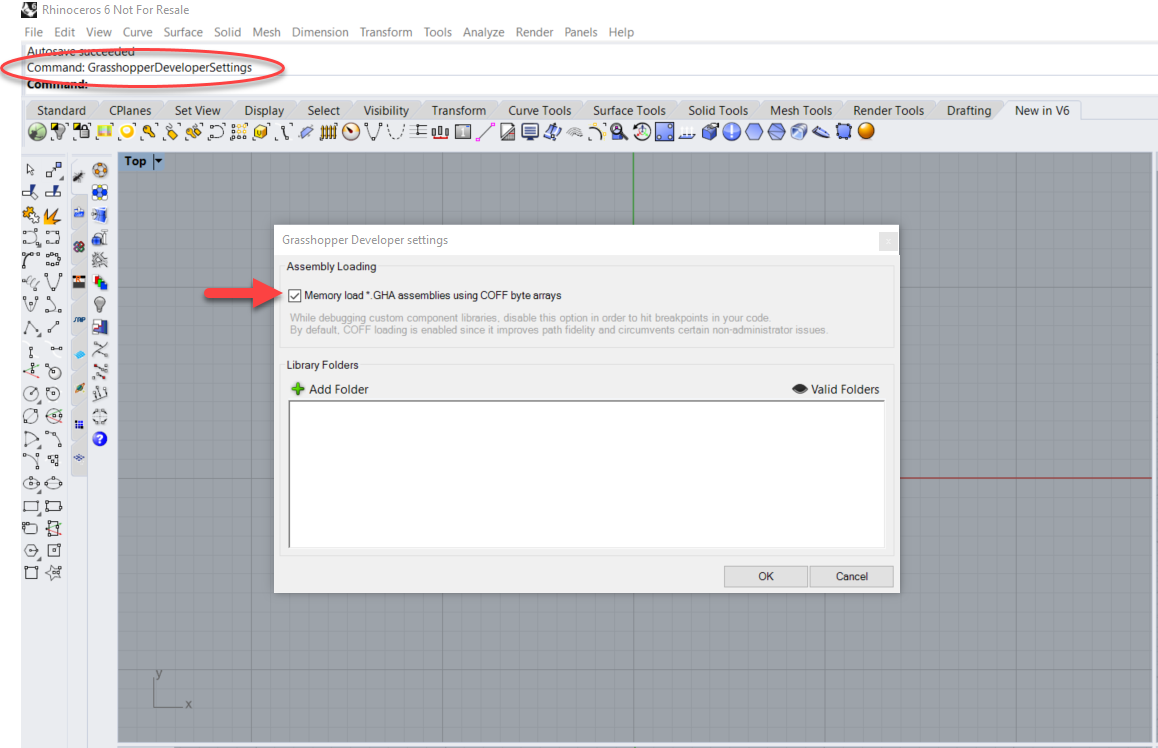 Rhinoceros 6 Not For Resale
File Edit View Curve Surface Solid Mesh Dimension Transform Tools Analyze Render Panels Help
Autosave succeeded
Command: GrasshopperDeveloperSettings
Command:
Standard CPlanes Set View Display Select Visibility Transform Curve Tools Surface Tools Solid Tools Mesh Tools Render Tools Drafting New in V6
Top
Grasshopper Developer settings
Assembly Loading
Memory load *.GHA assemblies using COFF byte arrays
While debugging custom component libraries, disable this option in order to hit breakpoints in your code.
By default, COFF loading is enabled since it improves path fidelity and circumvents certain non-administrator issues.
Library Folders
Add Folder Valid Folders
OK Cancel
y
x